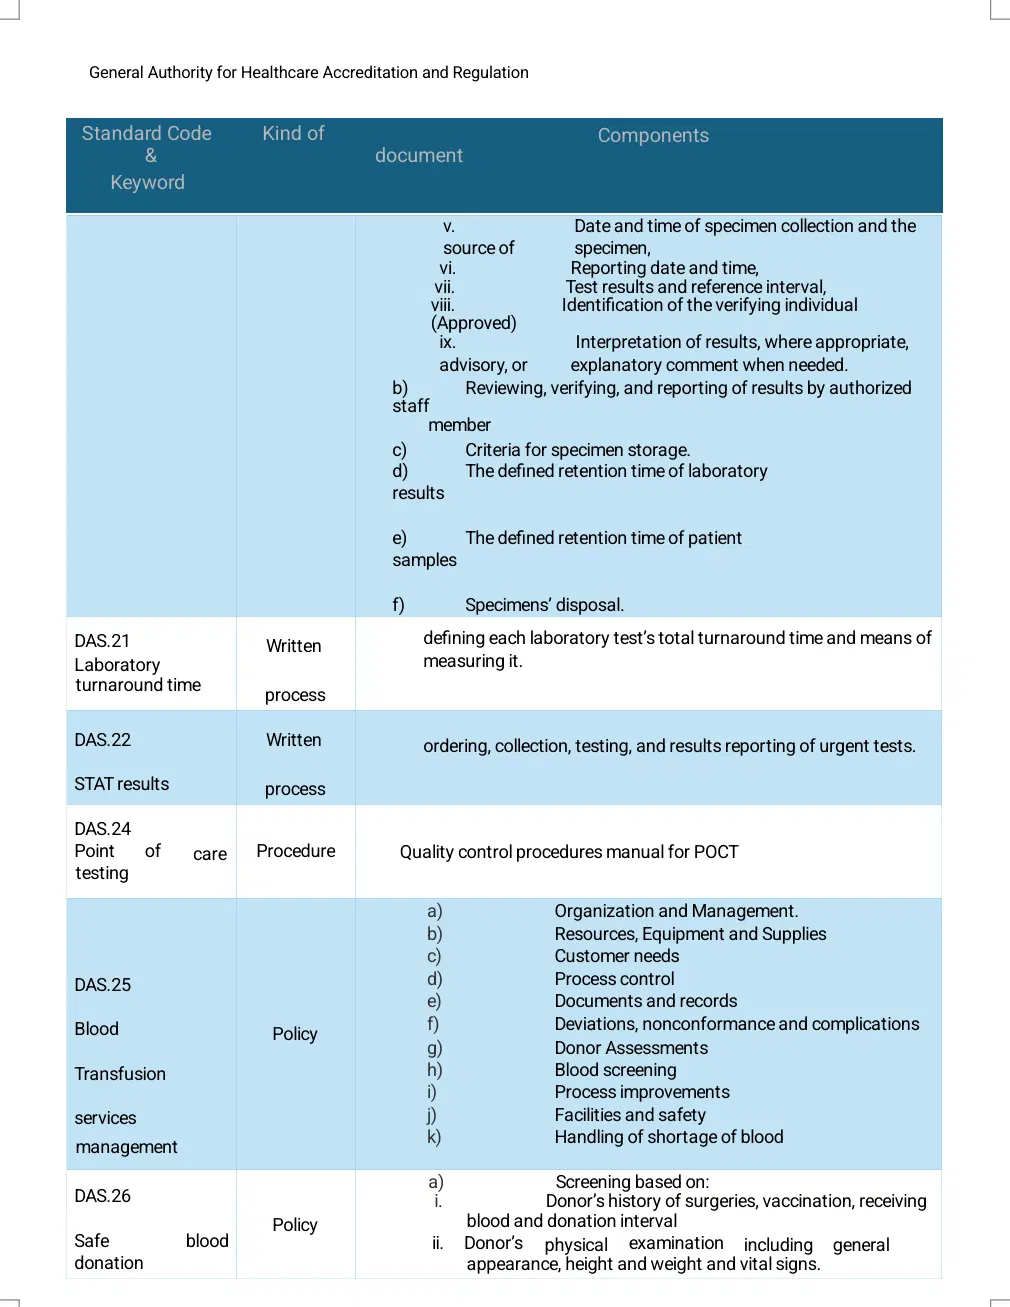 General Authority for Healthcare Accreditation and Regulation
Standard Code
&
Keyword
Kind of
document
Components
v. Date and time of specimen collection and the
source of specimen,
vi. Reporting date and time,
vii. Test results and reference interval,
viii. Identification of the verifying individual
(Approved)
ix. Interpretation of results, where appropriate,
advisory, or explanatory comment when needed.
b) Reviewing, verifying, and reporting of results by authorized
staff
member
c) Criteria for specimen storage.
d) The defined retention time of laboratory
results
e) The defined retention time of patient
samples
f) Specimens’ disposal.
DAS.21
Laboratory
turnaround time
Written
process
defining each laboratory test’s total turnaround time and means of
measuring it.
DAS.22
STAT results
Written
process
ordering, collection, testing, and results reporting of urgent tests.
DAS.24
Point of care
testing
Procedure
Quality control procedures manual for POCT
DAS.25
Blood
Transfusion
services
management
Policy
a) Organization and Management.
b) Resources, Equipment and Supplies
c) Customer needs
d) Process control
e) Documents and records
f) Deviations, nonconformance and complications
g) Donor Assessments
h) Blood screening
i) Process improvements
j) Facilities and safety
k) Handling of shortage of blood
DAS.26
Safe blood
donation
Policy
a) Screening based on:
i. Donor’s history of surgeries, vaccination, receiving
blood and donation interval
ii. Donor’s physical examination including general
appearance, height and weight and vital signs.